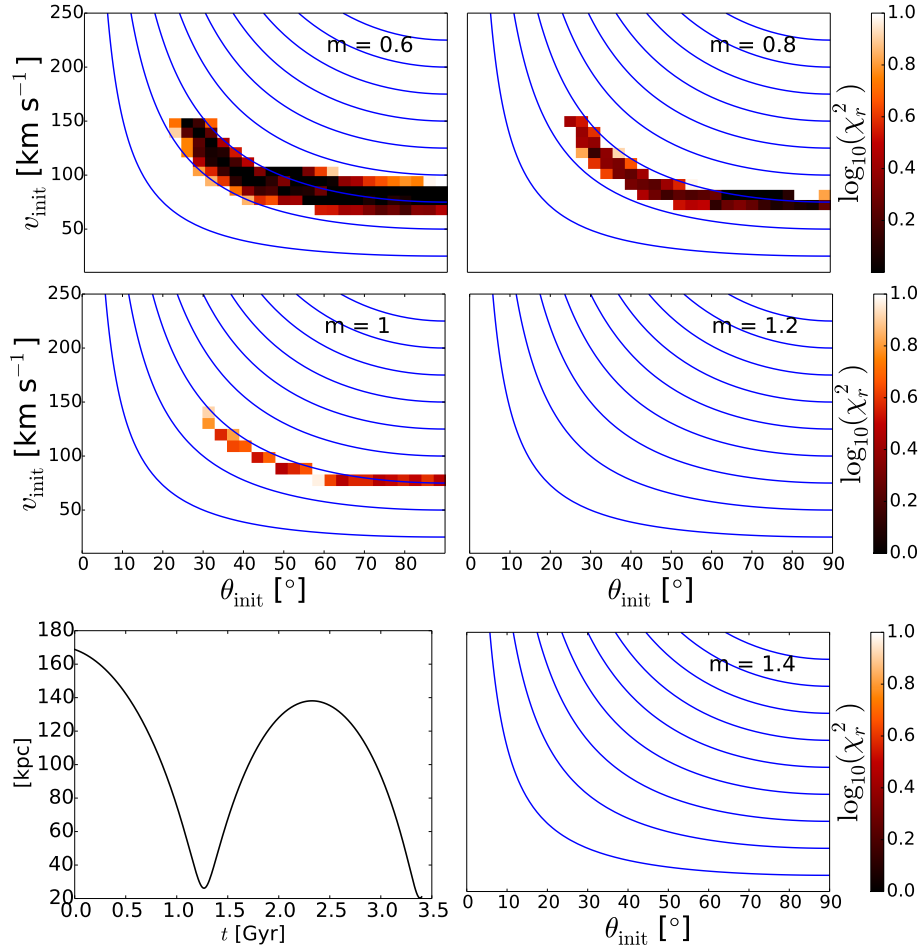 250
200
150
100
50
v_init [km s⁻¹]
m = 0.6
m = 0.8
1.0
0.8
0.6
0.4
0.2
log₁₀(χ_r²)
250
200
150
100
50
v_init [km s⁻¹]
m = 1
0 10 20 30 40 50 60 70 80
θ_init [°]
m = 1.2
0 10 20 30 40 50 60 70 80 90
θ_init [°]
1.0
0.8
0.6
0.4
0.2
0.0
log₁₀(χ_r²)
180
160
140
120
100
80
60
40
20
[kpc]
0.0 0.5 1.0 1.5 2.0 2.5 3.0 3.5
t [Gyr]
m = 1.4
0 10 20 30 40 50 60 70 80 90
θ_init [°]
1.0
0.8
0.6
0.4
0.2
0.0
log₁₀(χ_r²)